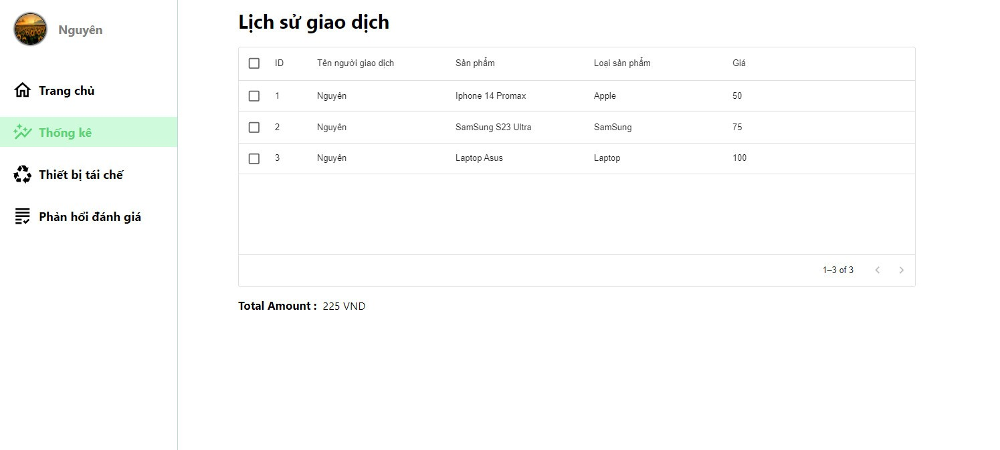 Nguyên
Trang chủ
Thống kê
Thiết bị tái chế
Phản hồi đánh giá
Lịch sử giao dịch
ID Tên người giao dịch Sản phẩm Loại sản phẩm Giá
1 Nguyên Iphone 14 Promax Apple 50
2 Nguyên SamSung S23 Ultra SamSung 75
3 Nguyên Laptop Asus Laptop 100
1–3 of 3
Total Amount : 225 VND